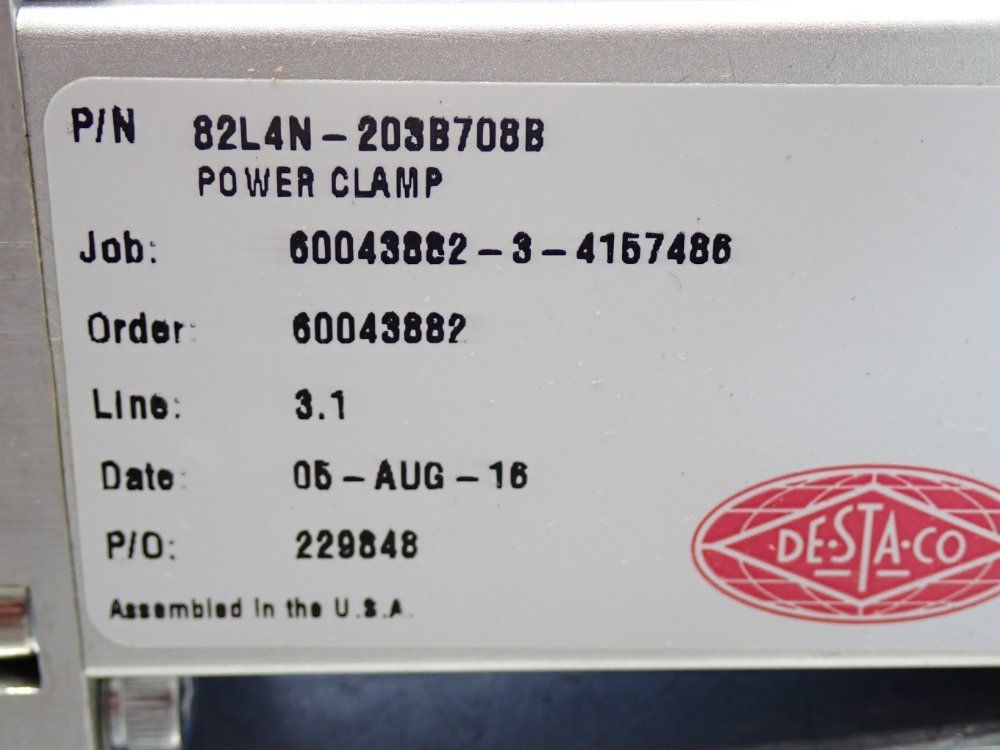 P/N 82L4N-203B708B
POWER CLAMP
Job: 60043882-3-4157486
Order: 60043882
Line: 3.1
Date: 05-AUG-16
P/O: 229848
Assembled in the U.S.A.
DE-STA-CO